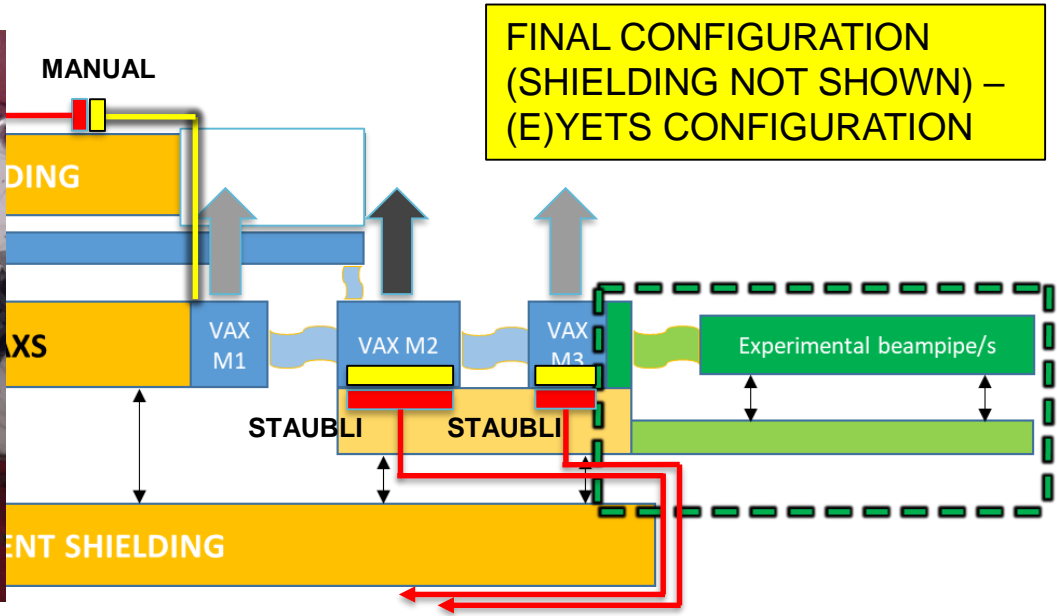 FINAL CONFIGURATION
(SHIELDING NOT SHOWN) –
(E)YETS CONFIGURATION
MANUAL
DING
AXS
VAX
M1
VAX M2
VAX
M3
Experimental beampipe/s
STAUBLI
STAUBLI
ENT SHIELDING